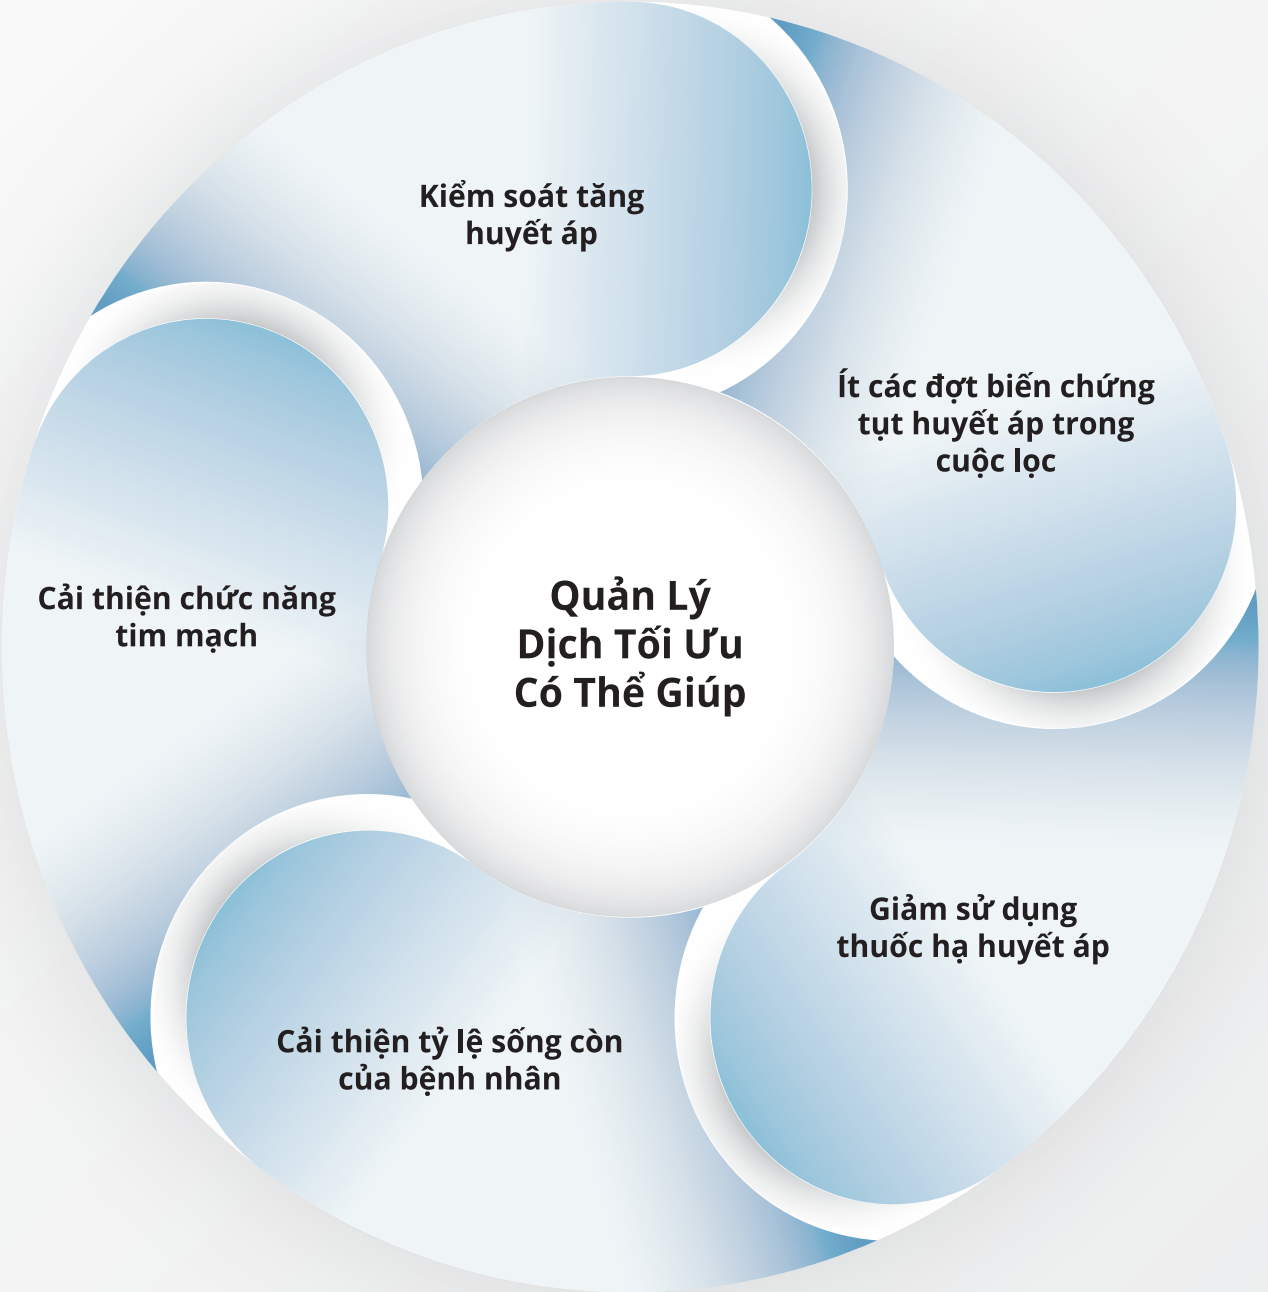 Kiểm soát tăng
huyết áp
Ít các đợt biến chứng
tụt huyết áp trong
cuộc lọc
Cải thiện chức năng
tim mạch
Quản Lý
Dịch Tối Ưu
Có Thể Giúp
Giảm sử dụng
thuốc hạ huyết áp
Cải thiện tỷ lệ sống còn
của bệnh nhân